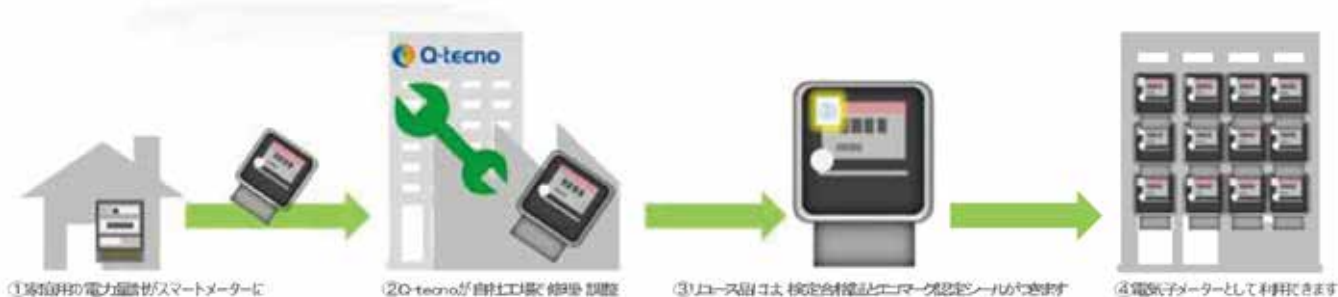 Q-tecno
①家庭用の電力量計がスマートメーターに
②Q-tecnoが自社工場で修理・調整
③リユース品には、検定合格証とエコマーク認定シールがつきます
④電気子メーターとして利用できます